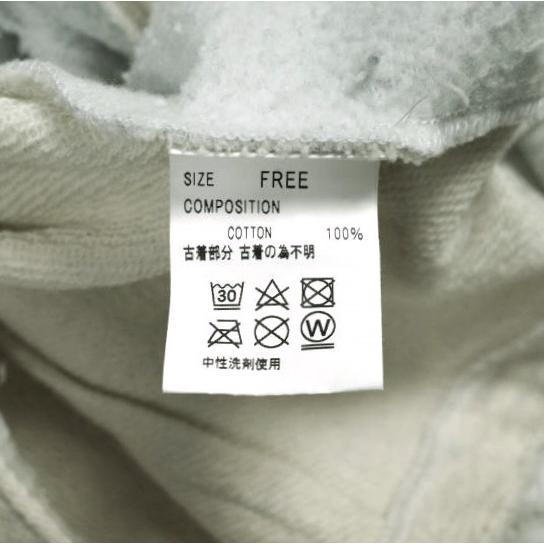 SIZE FREE
COMPOSITION
COTTON 100%
古着部分 古着の為不明
30
W
中性洗剤使用